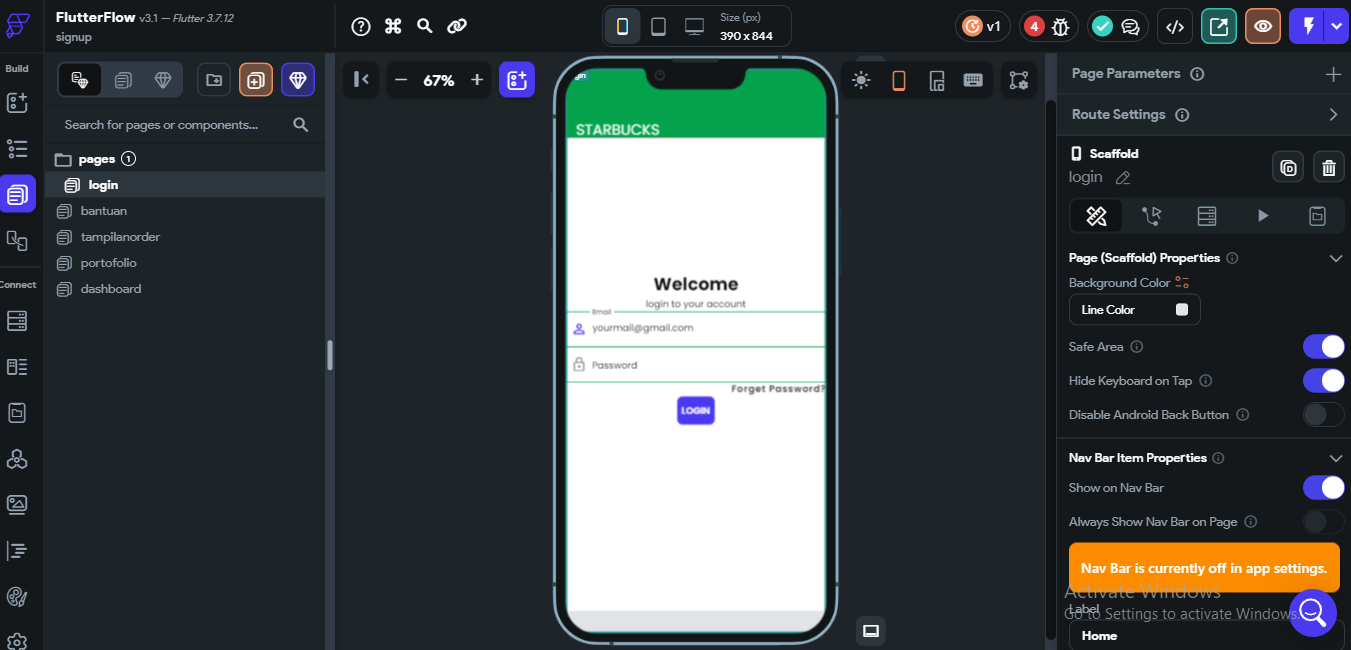 FlutterFlow v3.1 — Flutter 3.7.12
signup
Size (px)
390 x 844
v1
4
Build
67%
Page Parameters
Search for pages or components...
Route Settings
STARBUCKS
pages 1
Scaffold
login
login
bantuan
tampilanorder
portofolio
dashboard
Page (Scaffold) Properties
Background Color
Line Color
Welcome
login to your account
Email
yourmail@gmail.com
Password
Forget Password?
LOGIN
Connect
Safe Area
Hide Keyboard on Tap
Disable Android Back Button
Nav Bar Item Properties
Show on Nav Bar
Always Show Nav Bar on Page
Nav Bar is currently off in app settings.
Activate Windows
Go to Settings to activate Windows.
Label
Home